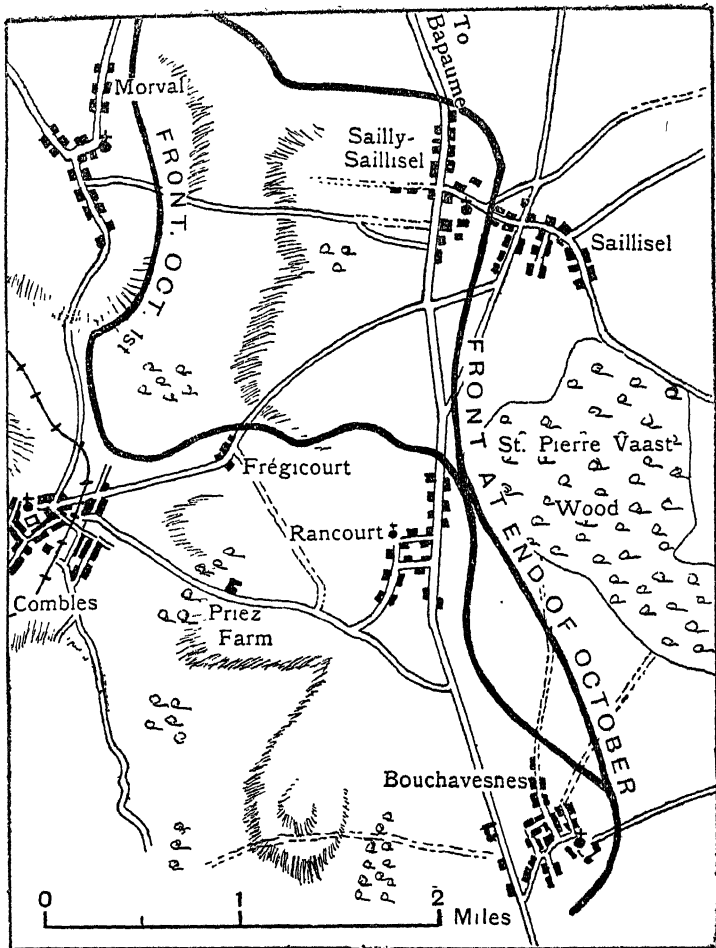 To
Bapaume
Morval
Sailly-
Saillisel
FRONT. OCT. 1st
Saillisel
FRONT AT END OF OCTOBER
St. Pierre Vaast
Wood
Frégicourt
Rancourt
Combles
Priez
Farm
Bouchavesnes
0 1 2
Miles